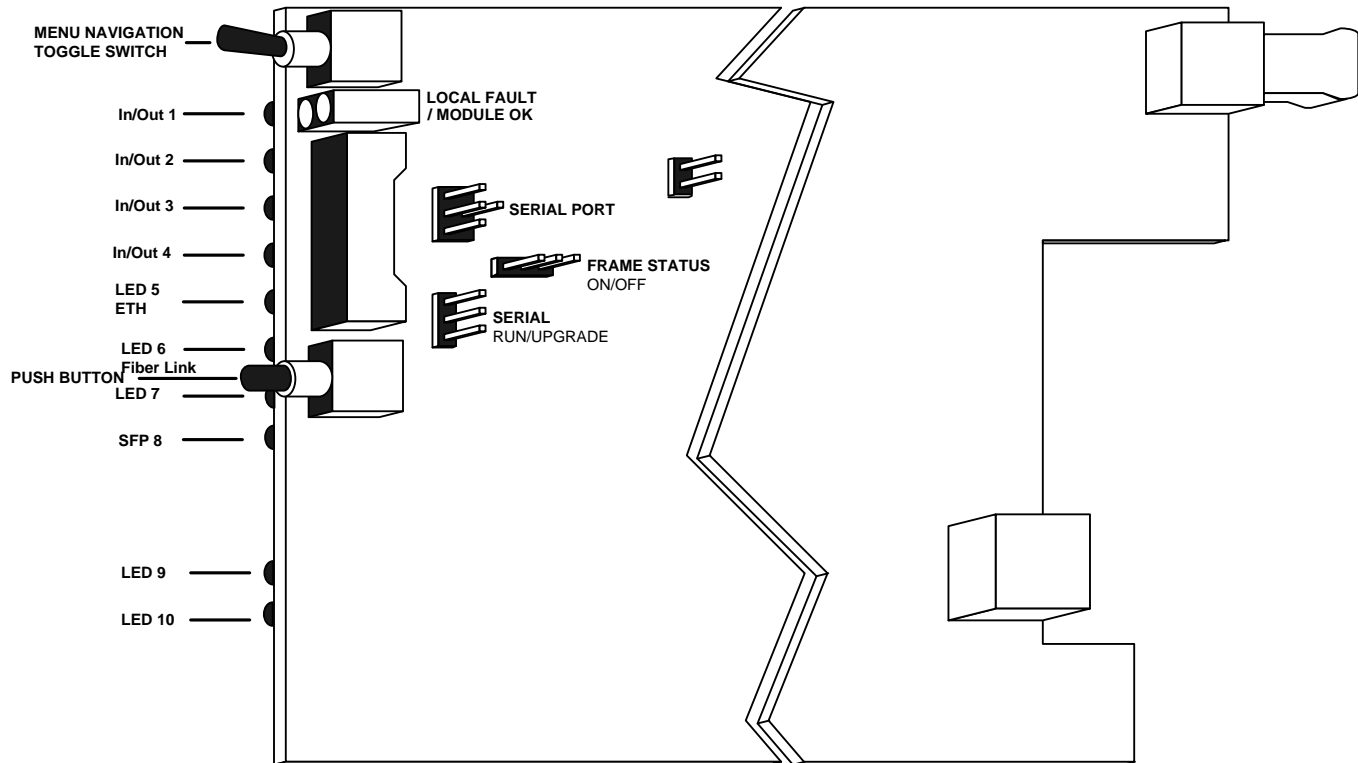 MENU NAVIGATION
TOGGLE SWITCH
In/Out 1
LOCAL FAULT
/ MODULE OK
In/Out 2
In/Out 3
SERIAL PORT
In/Out 4
FRAME STATUS
ON/OFF
LED 5
ETH
SERIAL
RUN/UPGRADE
LED 6
Fiber Link
PUSH BUTTON
LED 7
SFP 8
LED 9
LED 10